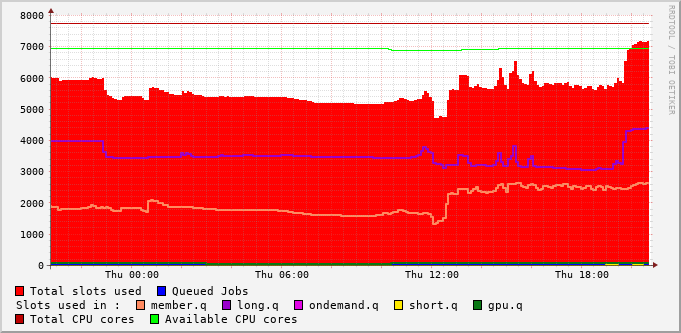 8000
7000
6000
5000
4000
3000
2000
1000
0
Thu 00:00 Thu 06:00 Thu 12:00 Thu 18:00
RRDTOOL / TOBI OETIKER
Total slots used Queued Jobs
Slots used in : member.q long.q ondemand.q short.q gpu.q
Total CPU cores Available CPU cores